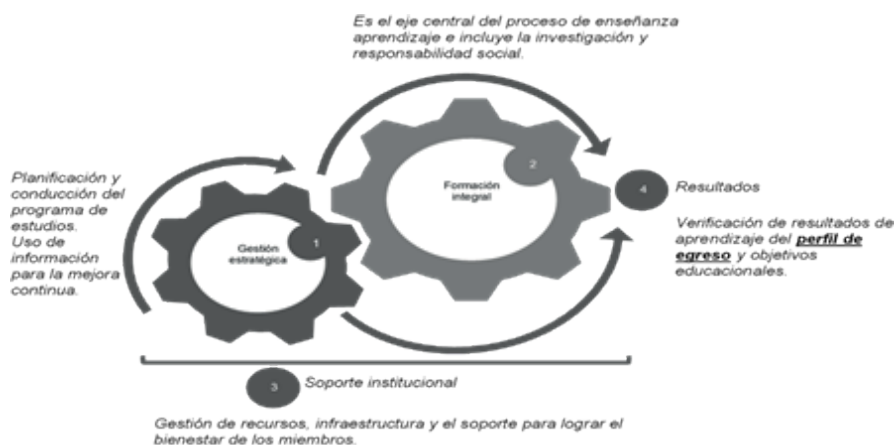 Es el eje central del proceso de enseñanza
aprendizaje e incluye la investigación y
responsabilidad social.
Planificación y
conducción del
programa de
estudios.
Uso de
información
para la mejora
continua.
Gestión
estratégica
1
Formación
integral
2
4
Resultados
Verificación de resultados de
aprendizaje del perfil de
egreso y objetivos
educacionales.
3
Soporte institucional
Gestión de recursos, infraestructura y el soporte para lograr el
bienestar de los miembros.